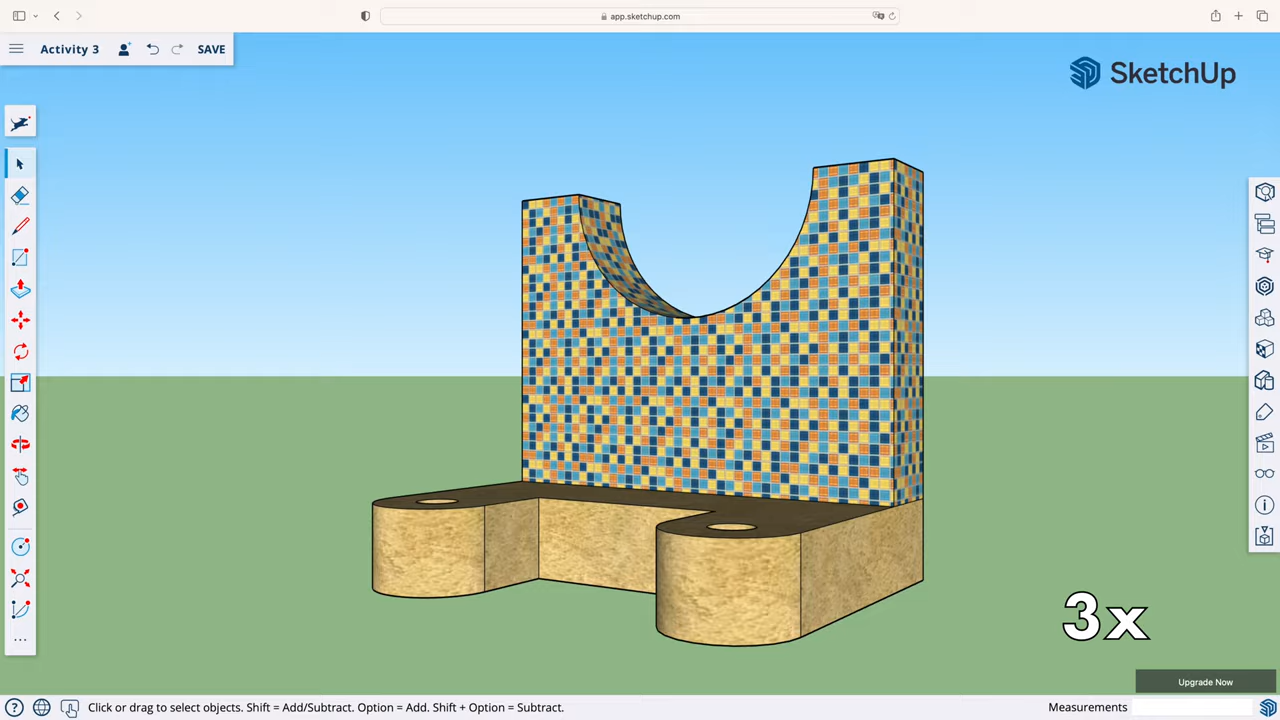 app.sketchup.com
Activity 3
SAVE
SketchUp
3x
Upgrade Now
Click or drag to select objects. Shift = Add/Subtract. Option = Add. Shift + Option = Subtract.
Measurements